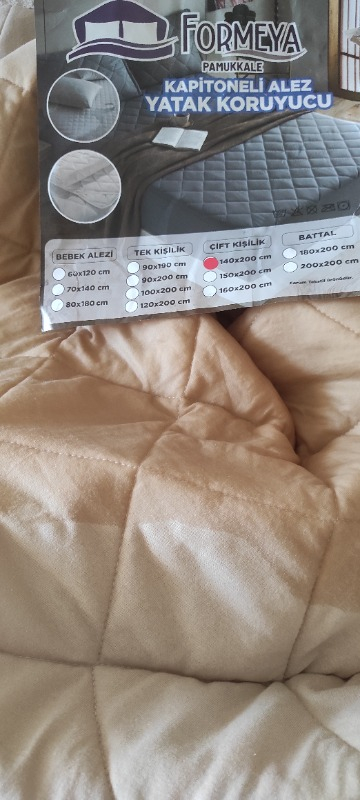 FORMEYA
PAMUKKALE
KAPİTONELİ ALEZ
YATAK KORUYUCU
BEBEK ALEZİ
60x120 cm
70x140 cm
80x180 cm
TEK KİŞİLİK
90x190 cm
90x200 cm
100x200 cm
120x200 cm
ÇİFT KIŞİLİK
140x200 cm
150x200 cm
160x200 cm
BATTAL
180x200 cm
200x200 cm